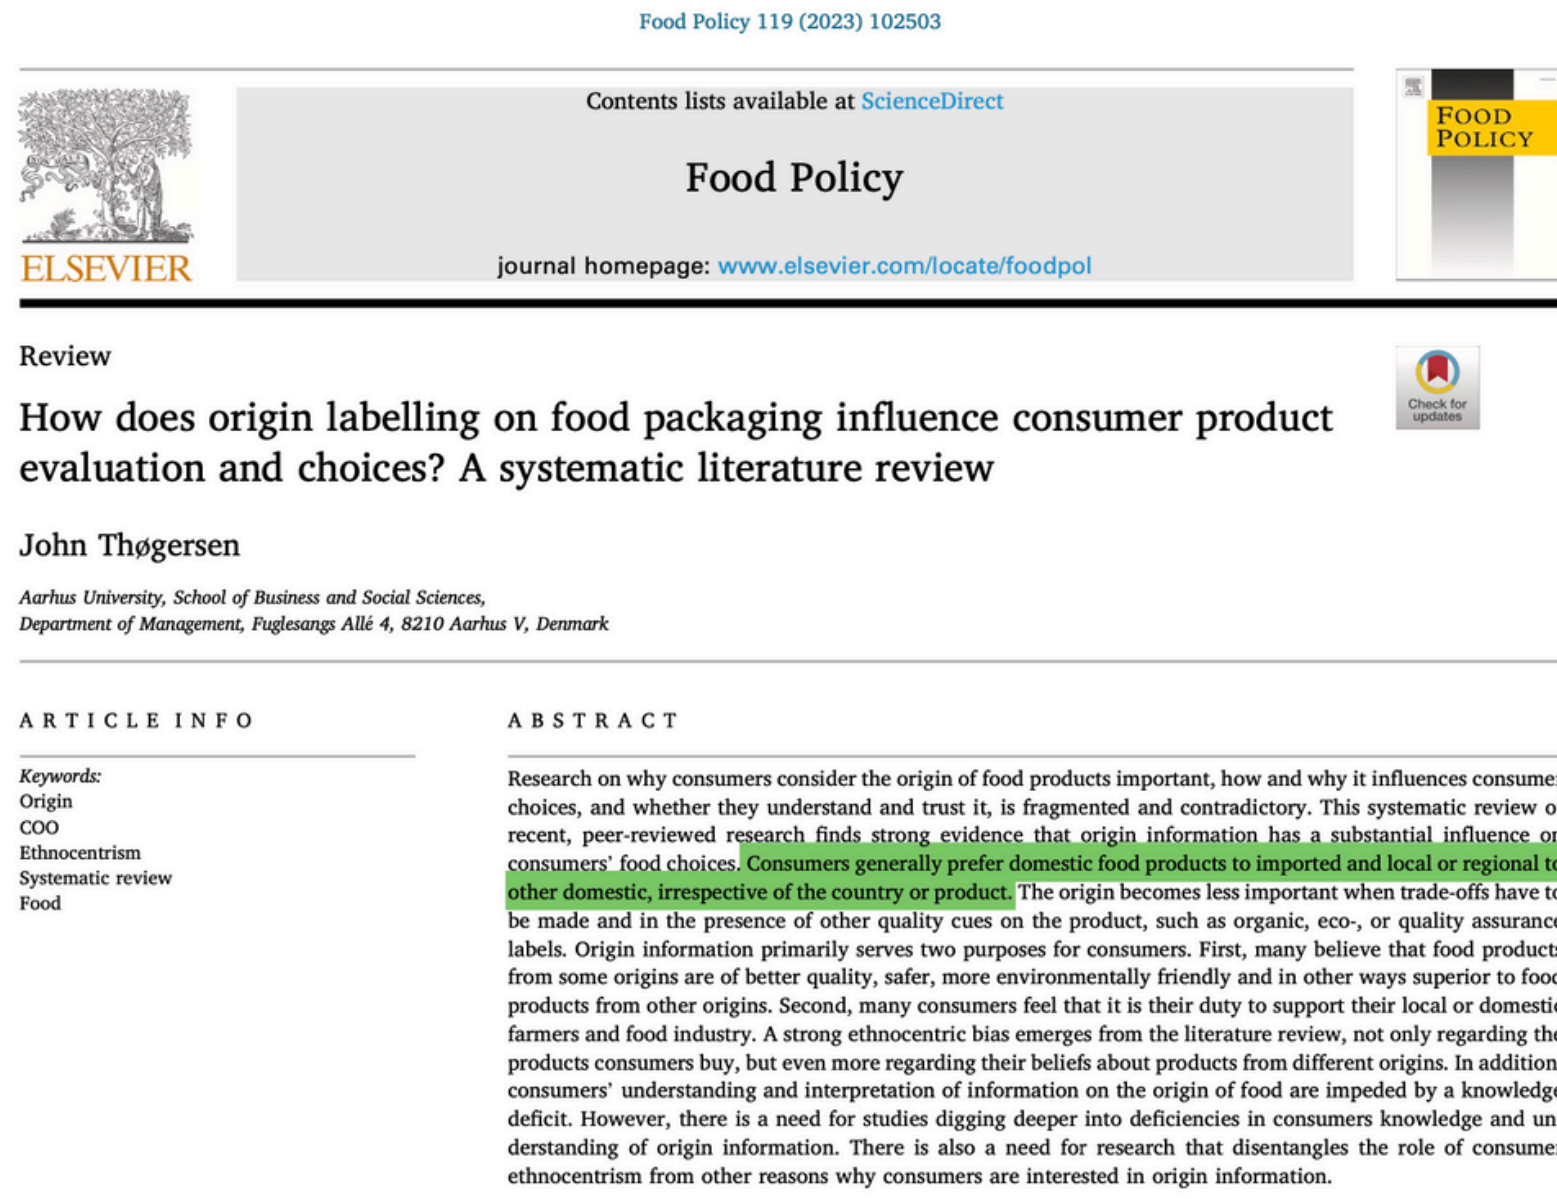 Food Policy 119 (2023) 102503
Contents lists available at ScienceDirect
Food Policy
journal homepage: www.elsevier.com/locate/foodpol
ELSEVIER
FOOD
POLICY
Review
How does origin labelling on food packaging influence consumer product
evaluation and choices? A systematic literature review
Check for
updates
John Thøgersen
Aarhus University, School of Business and Social Sciences,
Department of Management, Fuglesangs Allé 4, 8210 Aarhus V, Denmark
ARTICLE INFO
Keywords:
Origin
COO
Ethnocentrism
Systematic review
Food
ABSTRACT
Research on why consumers consider the origin of food products important, how and why it influences consumer
choices, and whether they understand and trust it, is fragmented and contradictory. This systematic review o
recent, peer-reviewed research finds strong evidence that origin information has a substantial influence on
consumers' food choices. Consumers generally prefer domestic food products to imported and local or regional to
other domestic, irrespective of the country or product. The origin becomes less important when trade-offs have to
be made and in the presence of other quality cues on the product, such as organic, eco-, or quality assurance
labels. Origin information primarily serves two purposes for consumers. First, many believe that food products
from some origins are of better quality, safer, more environmentally friendly and in other ways superior to food
products from other origins. Second, many consumers feel that it is their duty to support their local or domestic
farmers and food industry. A strong ethnocentric bias emerges from the literature review, not only regarding the
products consumers buy, but even more regarding their beliefs about products from different origins. In addition
consumers' understanding and interpretation of information on the origin of food are impeded by a knowledge
deficit. However, there is a need for studies digging deeper into deficiencies in consumers knowledge and un
derstanding of origin information. There is also a need for research that disentangles the role of consumer
ethnocentrism from other reasons why consumers are interested in origin information.